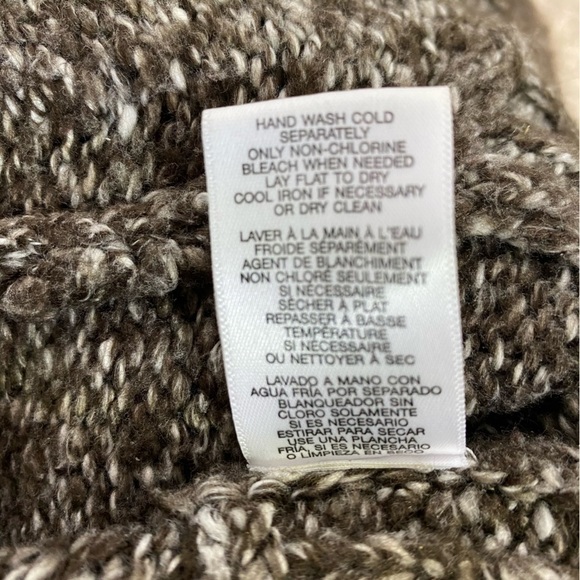 HAND WASH COLD
SEPARATELY
ONLY NON-CHLORINE
BLEACH WHEN NEEDED
LAY FLAT TO DRY
COOL IRON IF NECESSARY
OR DRY CLEAN
LAVER À LA MAIN À L'EAU
FROIDE SÉPARÉMENT
AGENT DE BLANCHIMENT
NON CHLORÉ SEULEMENT
SI NÉCESSAIRE
SÉCHER À PLAT
REPASSER À BASSE
TEMPÉRATURE
SI NÉCESSAIRE
OU NETTOYER À SEC
LAVADO A MANO CON
AGUA FRÍA POR SEPARADO
BLANQUEADOR SIN
CLORO SOLAMENTE
SI ES NECESARIO
ESTIRAR PARA SECAR
USE UNA PLANCHA
FRÍA, SI ES NECESARIO
O LIMPIEZA EN SECO